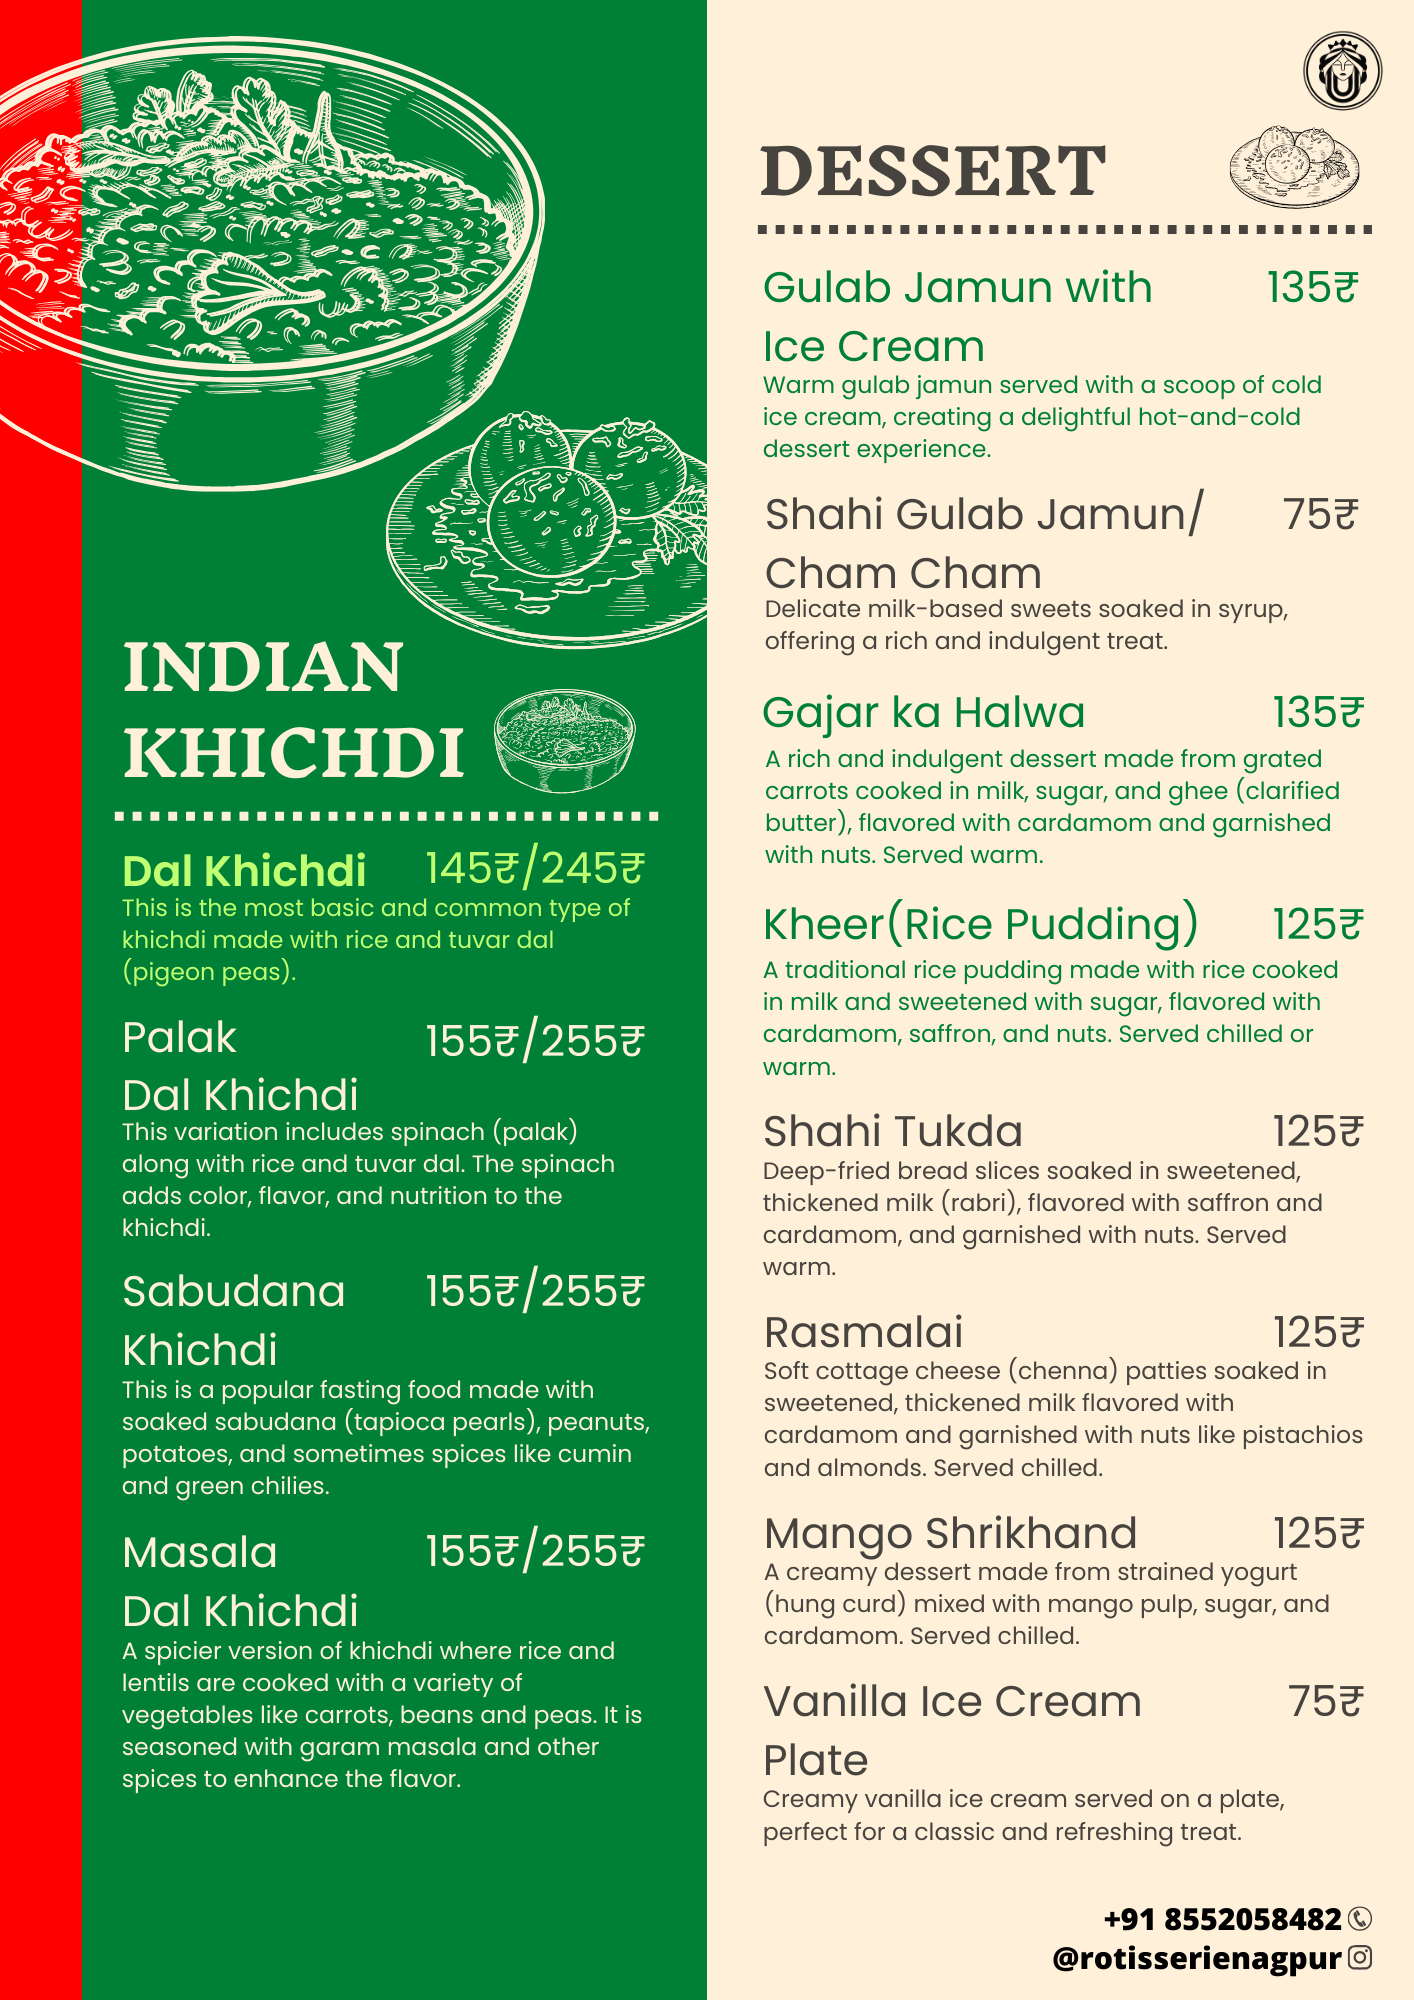 INDIAN
KHICHDI
Dal Khichdi 145₹/245₹
This is the most basic and common type of
khichdi made with rice and tuvar dal
(pigeon peas).
Palak 155₹/255₹
Dal Khichdi
This variation includes spinach (palak)
along with rice and tuvar dal. The spinach
adds color, flavor, and nutrition to the
khichdi.
Sabudana 155₹/255₹
Khichdi
This is a popular fasting food made with
soaked sabudana (tapioca pearls), peanuts,
potatoes, and sometimes spices like cumin
and green chilies.
Masala 155₹/255₹
Dal Khichdi
A spicier version of khichdi where rice and
lentils are cooked with a variety of
vegetables like carrots, beans and peas. It is
seasoned with garam masala and other
spices to enhance the flavor.
DESSERT
Gulab Jamun with 135₹
Ice Cream
Warm gulab jamun served with a scoop of cold
ice cream, creating a delightful hot-and-cold
dessert experience.
Shahi Gulab Jamun/ 75₹
Cham Cham
Delicate milk-based sweets soaked in syrup,
offering a rich and indulgent treat.
Gajar ka Halwa 135₹
A rich and indulgent dessert made from grated
carrots cooked in milk, sugar, and ghee (clarified
butter), flavored with cardamom and garnished
with nuts. Served warm.
Kheer(Rice Pudding) 125₹
A traditional rice pudding made with rice cooked
in milk and sweetened with sugar, flavored with
cardamom, saffron, and nuts. Served chilled or
warm.
Shahi Tukda 125₹
Deep-fried bread slices soaked in sweetened,
thickened milk (rabri), flavored with saffron and
cardamom, and garnished with nuts. Served
warm.
Rasmalai 125₹
Soft cottage cheese (chenna) patties soaked in
sweetened, thickened milk flavored with
cardamom and garnished with nuts like pistachios
and almonds. Served chilled.
Mango Shrikhand 125₹
A creamy dessert made from strained yogurt
(hung curd) mixed with mango pulp, sugar, and
cardamom. Served chilled.
Vanilla Ice Cream 75₹
Plate
Creamy vanilla ice cream served on a plate,
perfect for a classic and refreshing treat.
+91 8552058482
@rotisserienagpur